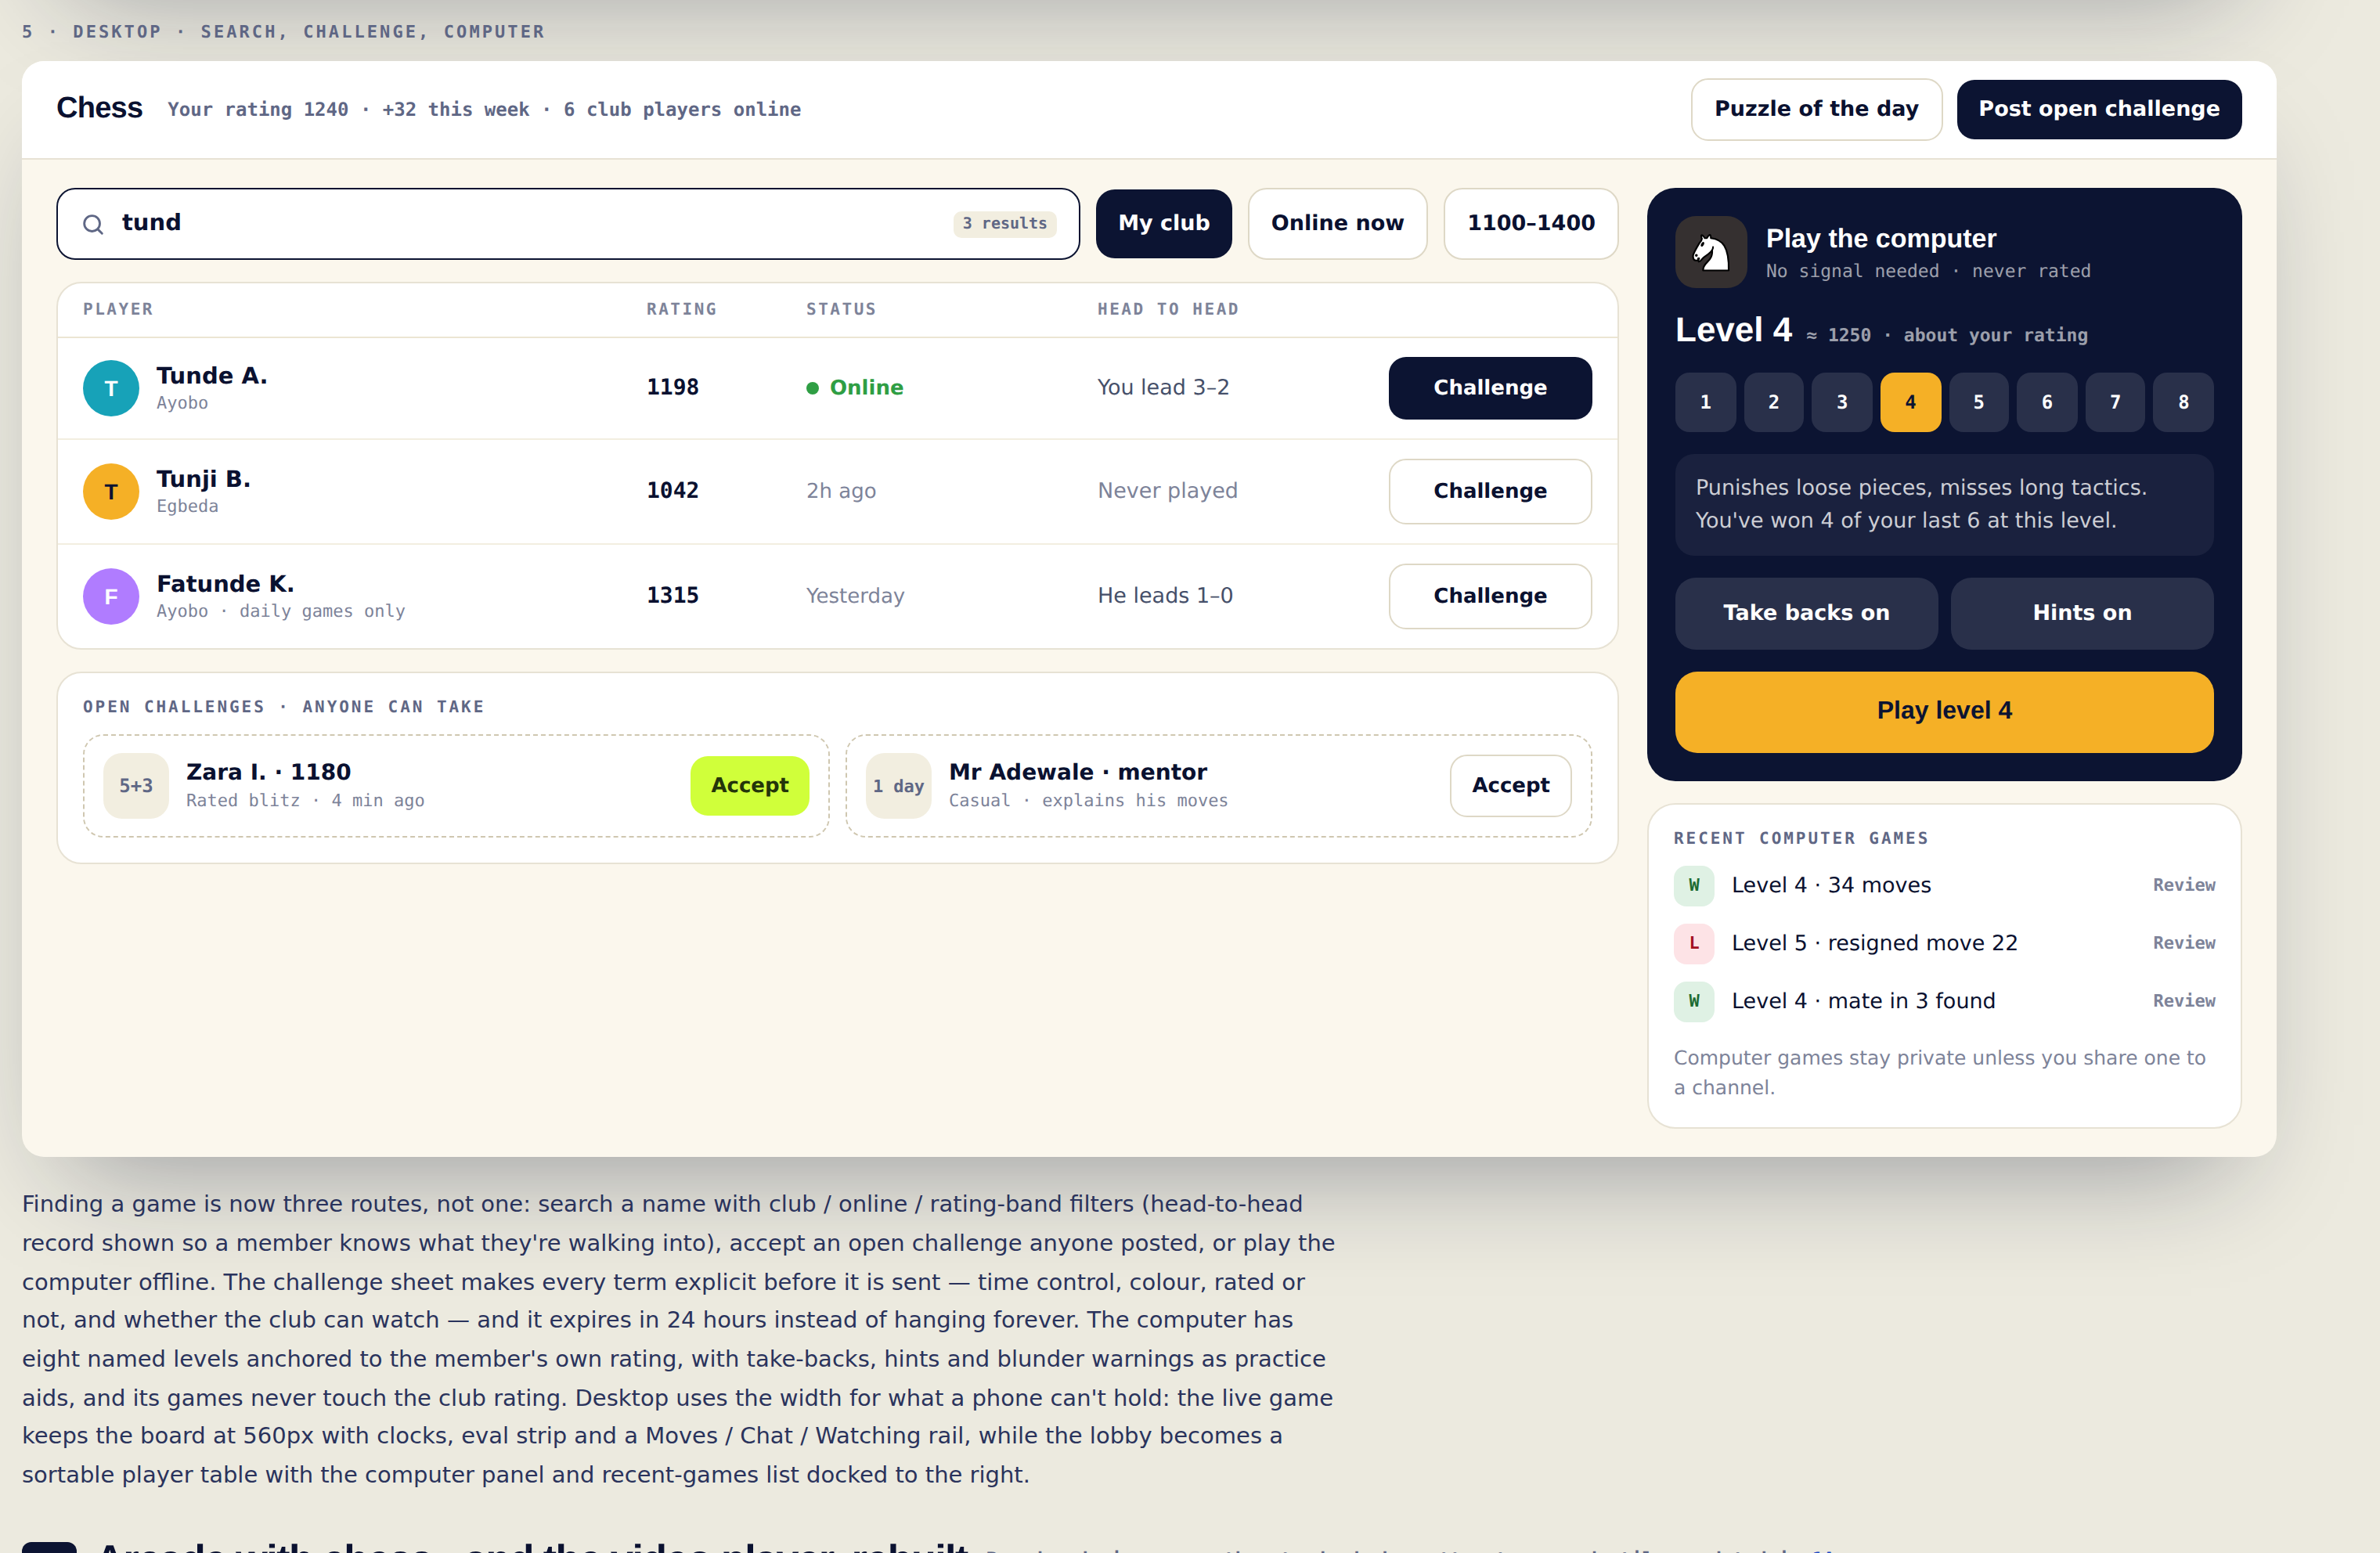 5 · DESKTOP · SEARCH, CHALLENGE, COMPUTER
Chess
Your rating 1240 · +32 this week · 6 club players online
Puzzle of the day
Post open challenge
tund
3 results
My club
Online now
1100–1400
PLAYER
RATING
STATUS
HEAD TO HEAD
T
Tunde A.
Ayobo
1198
Online
You lead 3–2
Challenge
T
Tunji B.
Egbeda
1042
2h ago
Never played
Challenge
F
Fatunde K.
Ayobo · daily games only
1315
Yesterday
He leads 1–0
Challenge
OPEN CHALLENGES · ANYONE CAN TAKE
5+3
Zara I. · 1180
Rated blitz · 4 min ago
Accept
1 day
Mr Adewale · mentor
Casual · explains his moves
Accept
Play the computer
No signal needed · never rated
Level 4
≈ 1250 · about your rating
1 2 3 4 5 6 7 8
Punishes loose pieces, misses long tactics.
You've won 4 of your last 6 at this level.
Take backs on
Hints on
Play level 4
RECENT COMPUTER GAMES
W
Level 4 · 34 moves
Review
L
Level 5 · resigned move 22
Review
W
Level 4 · mate in 3 found
Review
Computer games stay private unless you share one to
a channel.
Finding a game is now three routes, not one: search a name with club / online / rating-band filters (head-to-head
record shown so a member knows what they're walking into), accept an open challenge anyone posted, or play the
computer offline. The challenge sheet makes every term explicit before it is sent — time control, colour, rated or
not, and whether the club can watch — and it expires in 24 hours instead of hanging forever. The computer has
eight named levels anchored to the member's own rating, with take-backs, hints and blunder warnings as practice
aids, and its games never touch the club rating. Desktop uses the width for what a phone can't hold: the live game
keeps the board at 560px with clocks, eval strip and a Moves / Chat / Watching rail, while the lobby becomes a
sortable player table with the computer panel and recent-games list docked to the right.